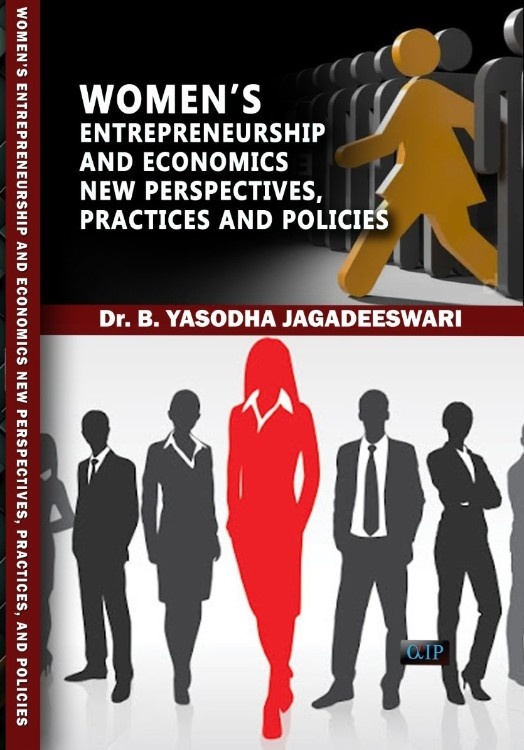 WOMEN'S ENTREPRENEURSHIP AND ECONOMICS NEW PERSPECTIVES, PRACTICES, AND POLICIES
WOMEN'S
ENTREPRENEURSHIP
AND ECONOMICS
NEW PERSPECTIVES,
PRACTICES AND POLICIES
Dr. B. YASODHA JAGADEESWARI
αIP